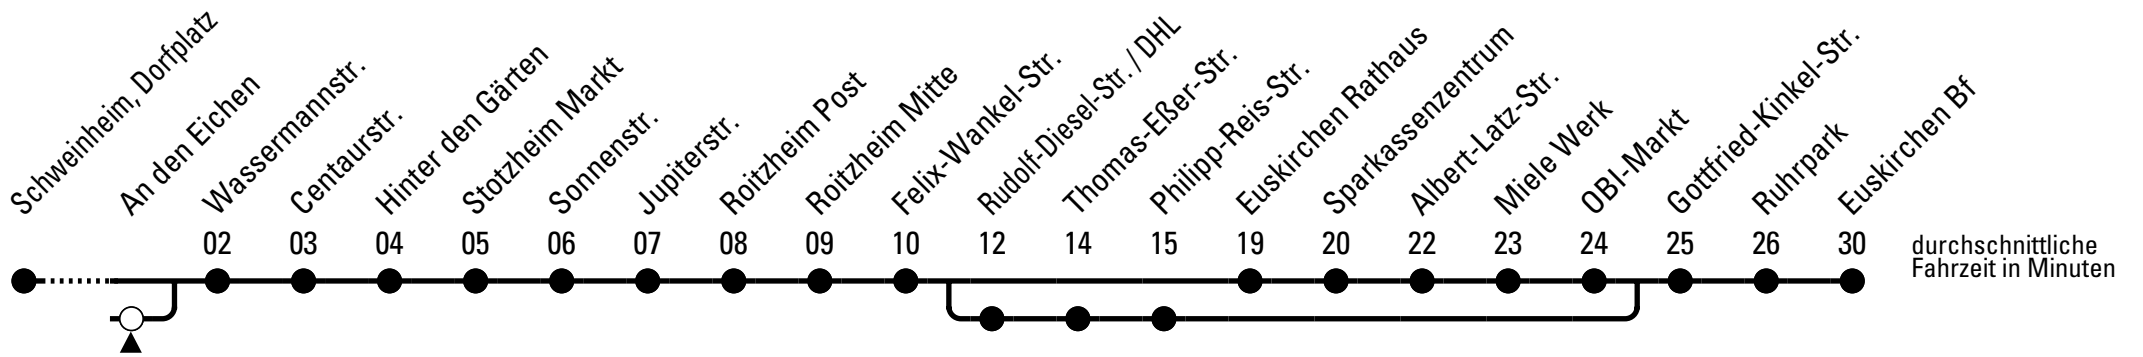 Schweinheim, Dorfplatz
An den Eichen
Wassermannstr.
Centaurstr.
Hinter den Gärten
Stotzheim Markt
Sonnenstr.
Jupiterstr.
Roitzheim Post
Roitzheim Mitte
Felix-Wankel-Str.
Rudolf-Diesel-Str. / DHL
Thomas-Eßer-Str.
Philipp-Reis-Str.
Euskirchen Rathaus
Sparkassenzentrum
Albert-Latz-Str.
Miele Werk
OBI-Markt
Gottfried-Kinkel-Str.
Ruhrpark
Euskirchen Bf
02 03 04 05 06 07 08 09 10 12 14 15 19 20 22 23 24 25 26 30
durchschnittliche
Fahrzeit in Minuten